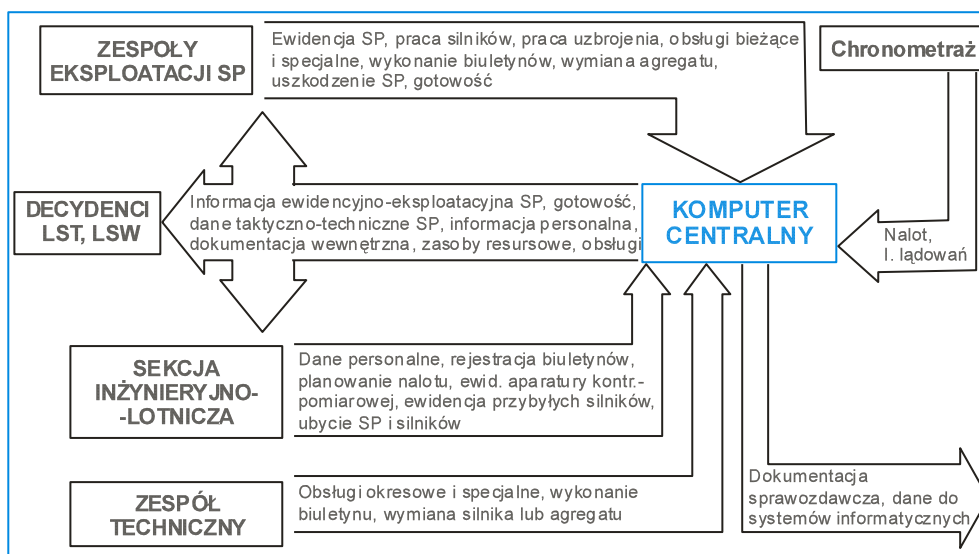 ZESPOŁY
EKSPLOATACJI SP
Ewidencja SP, praca silników, praca uzbrojenia, obsługi bieżące
i specjalne, wykonanie biuletynów, wymiana agregatu,
uszkodzenie SP, gotowość
Chronometraż
DECYDENCI
LST, LSW
Informacja ewidencyjno-eksploatacyjna SP, gotowość,
dane taktyczno-techniczne SP, informacja personalna,
dokumentacja wewnętrzna, zasoby resursowe, obsługi
KOMPUTER
CENTRALNY
Nalot,
l. lądowań
SEKCJA
INŻYNIERYJNO-
-LOTNICZA
Dane personalne, rejestracja biuletynów,
planowanie nalotu, ewid. aparatury kontr.-
pomiarowej, ewidencja przybyłych silników,
ubycie SP i silników
ZESPÓŁ
TECHNICZNY
Obsługi okresowe i specjalne, wykonanie
biuletynu, wymiana silnika lub agregatu
Dokumentacja
sprawozdawcza, dane do
systemów informatycznych